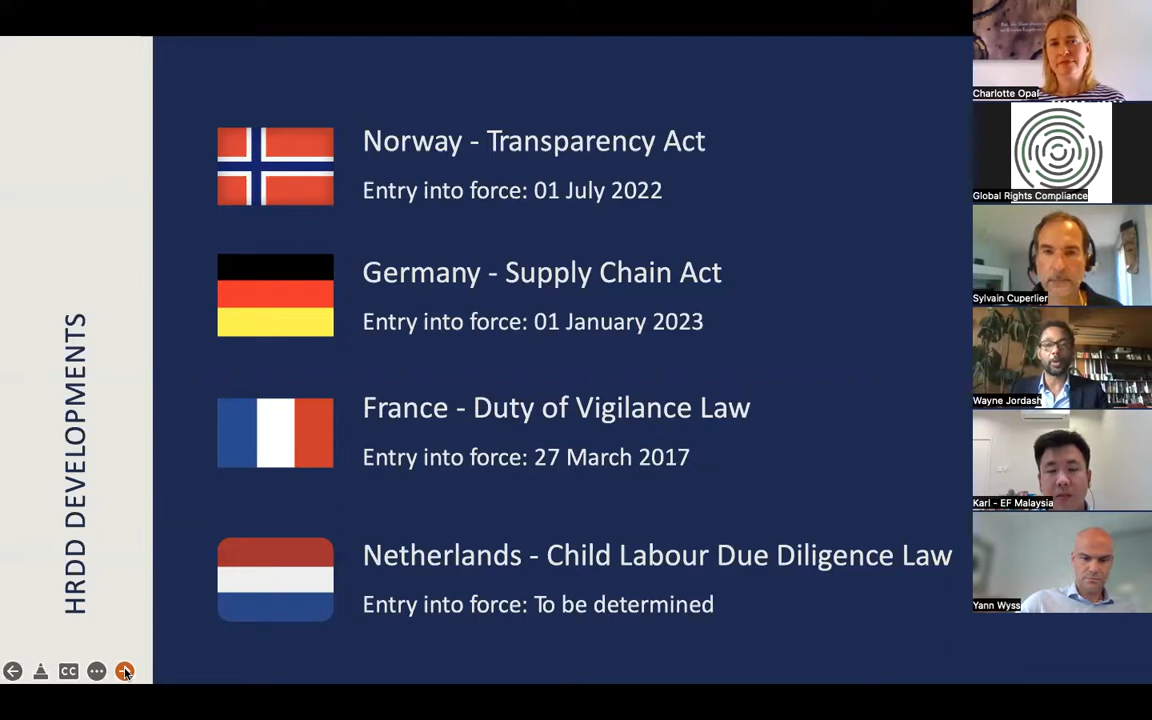 HRDD DEVELOPMENTS
Norway - Transparency Act
Entry into force: 01 July 2022
Germany - Supply Chain Act
Entry into force: 01 January 2023
France - Duty of Vigilance Law
Entry into force: 27 March 2017
Netherlands - Child Labour Due Diligence Law
Entry into force: To be determined
CC
Charlotte Opal
Global Rights Compliance
Sylvain Cuperlier
Wayne Jordash
Karl - EF Malaysia
Yann Wyss